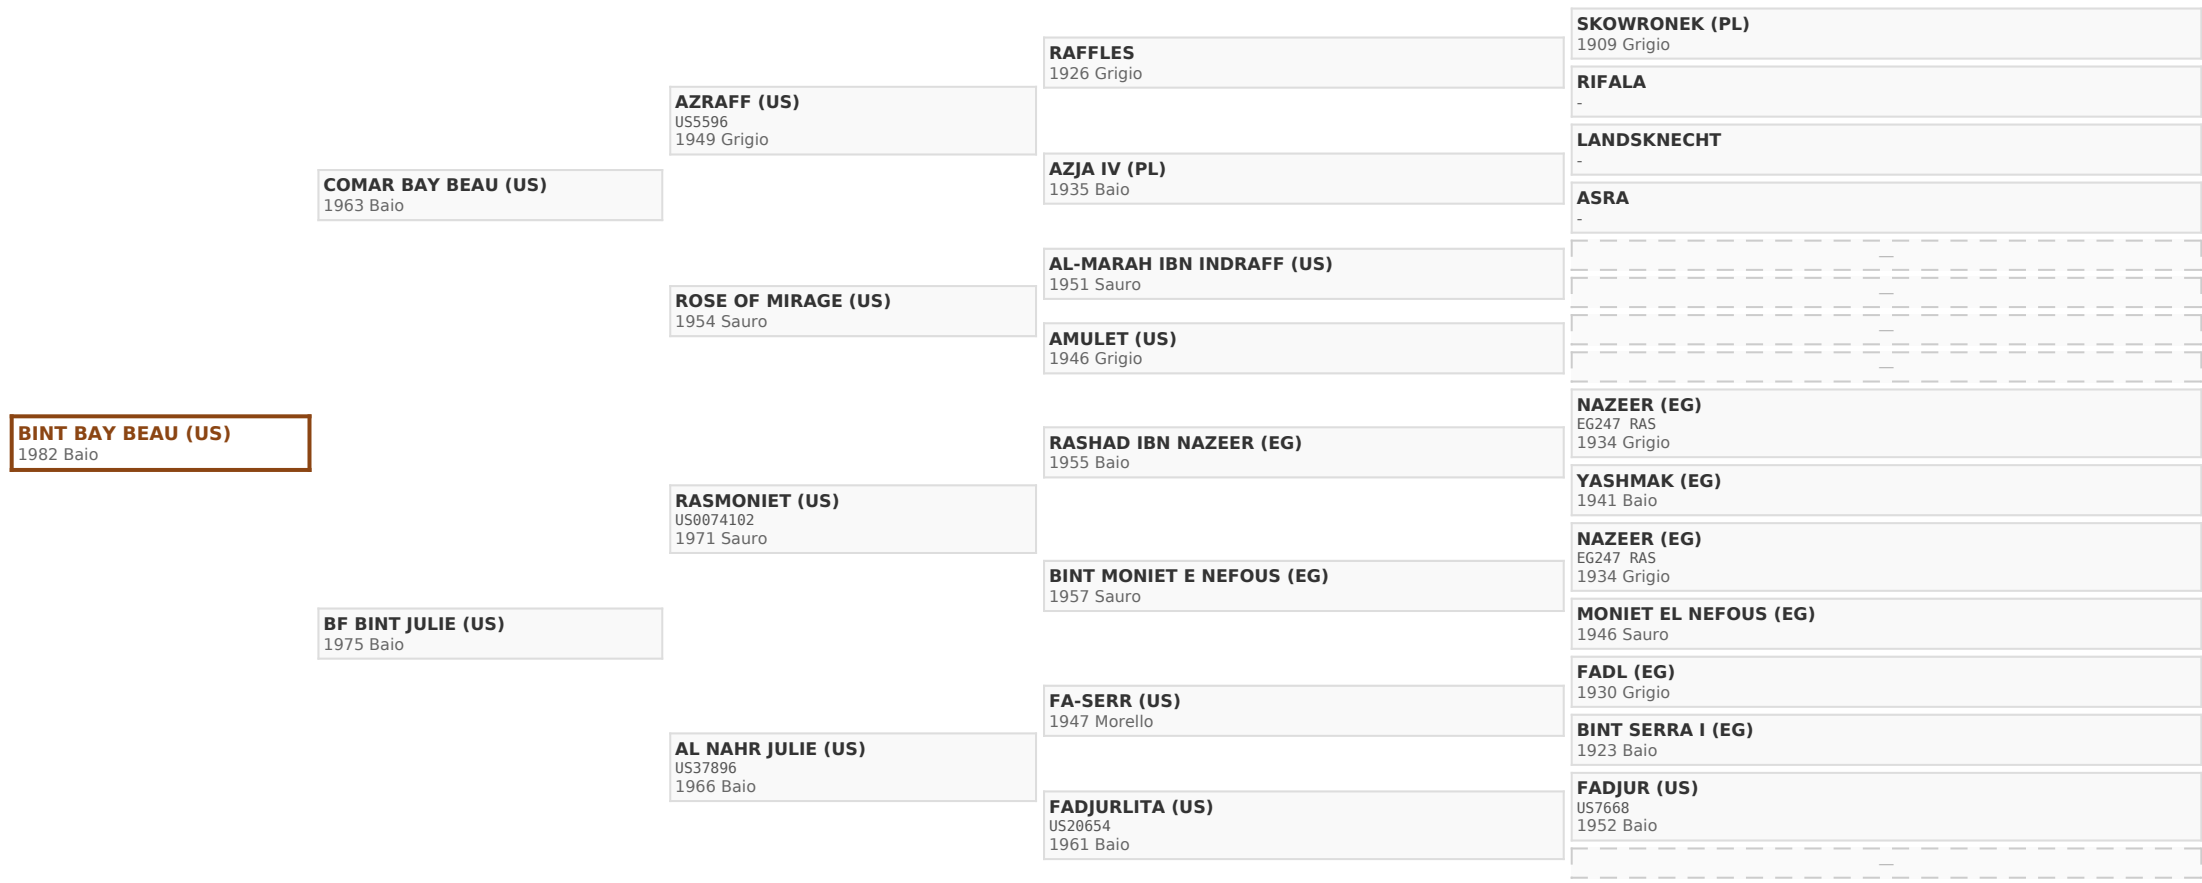 BINT BAY BEAU (US)
1982 Baio
COMAR BAY BEAU (US)
1963 Baio
BF BINT JULIE (US)
1975 Baio
AZRAFF (US)
US5596
1949 Grigio
ROSE OF MIRAGE (US)
1954 Sauro
RASMONIET (US)
US0074102
1971 Sauro
AL NAHR JULIE (US)
US37896
1966 Baio
RAFFLES
1926 Grigio
AZJA IV (PL)
1935 Baio
AL-MARAH IBN INDRAFF (US)
1951 Sauro
AMULET (US)
1946 Grigio
RASHAD IBN NAZEER (EG)
1955 Baio
BINT MONIET E NEFOUS (EG)
1957 Sauro
FA-SERR (US)
1947 Morello
FADJURLITA (US)
US20654
1961 Baio
SKOWRONEK (PL)
1909 Grigio
RIFALA
-
LANDSKNECHT
-
ASRA
-
—
—
—
—
NAZEER (EG)
EG247 RAS
1934 Grigio
YASHMAK (EG)
1941 Baio
NAZEER (EG)
EG247 RAS
1934 Grigio
MONIET EL NEFOUS (EG)
1946 Sauro
FADL (EG)
1930 Grigio
BINT SERRA I (EG)
1923 Baio
FADJUR (US)
US7668
1952 Baio
—